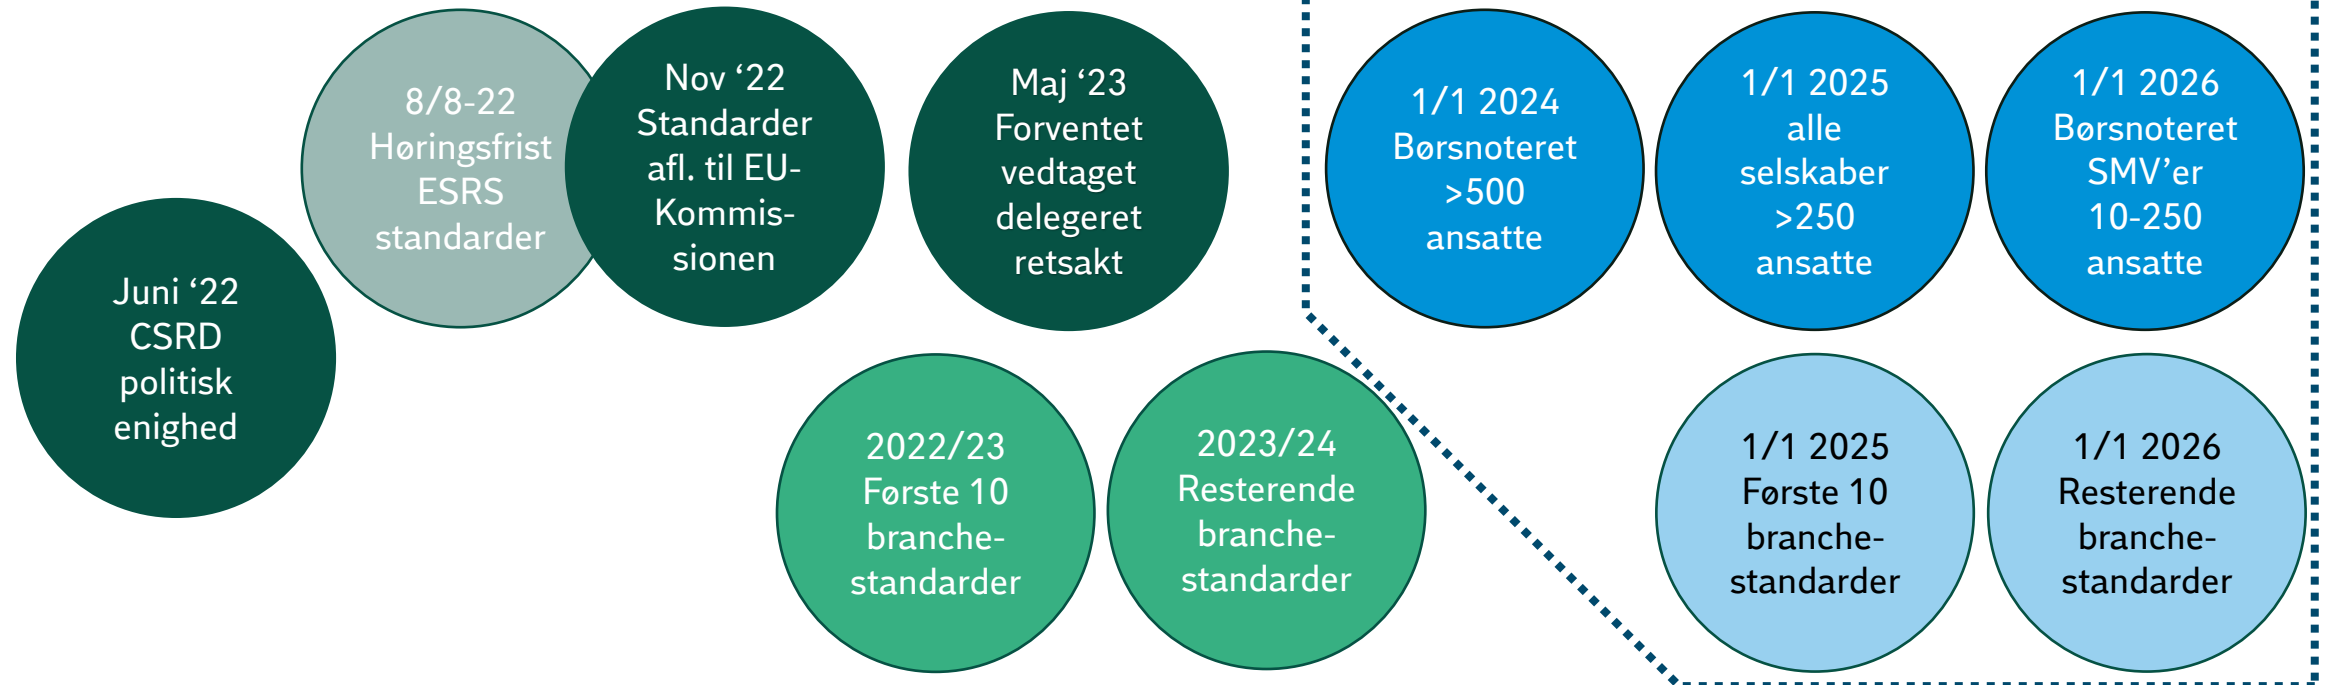 Juni ‘22
CSRD
politisk
enighed
8/8-22
Høringsfrist
ESRS
standarder
Nov ‘22
Standarder
afl. til EU-
Kommis-
sionen
Maj ‘23
Forventet
vedtaget
delegeret
retsakt
1/1 2024
Børsnoteret
>500
ansatte
1/1 2025
alle
selskaber
>250
ansatte
1/1 2026
Børsnoteret
SMV’er
10-250
ansatte
2022/23
Første 10
branche-
standarder
2023/24
Resterende
branche-
standarder
1/1 2025
Første 10
branche-
standarder
1/1 2026
Resterende
branche-
standarder